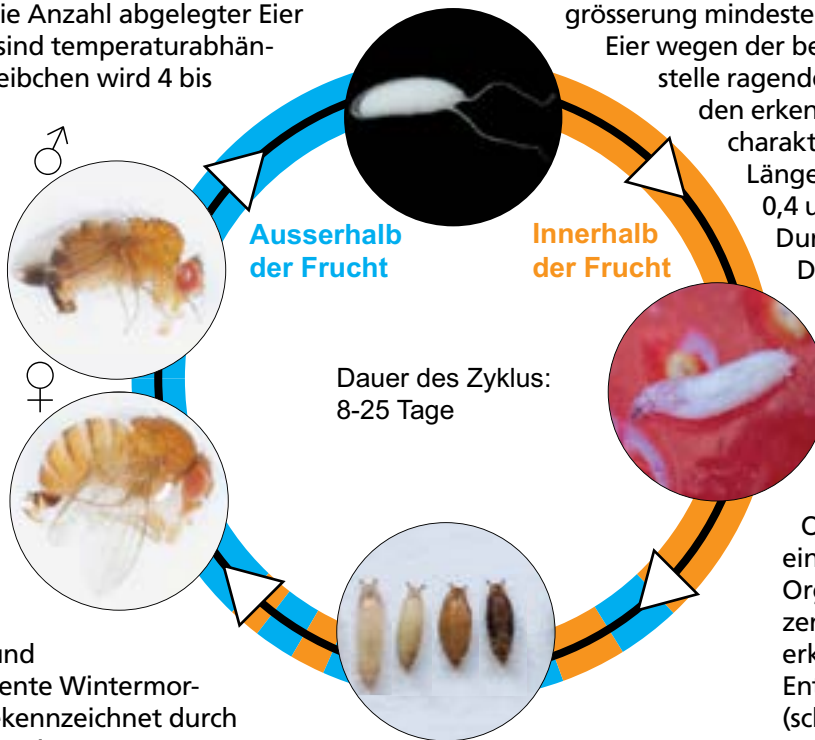 ie Anzahl abgelegter Eier
sind temperaturabhän-
eibchen wird 4 bis
grösserung mindeste
Eier wegen der be
stelle ragende
den erken
charakt
Länge
0,4 u
Dur
D
♂
Ausserhalb
der Frucht
Innerhalb
der Frucht
♀
Dauer des Zyklus:
8-25 Tage
ein
Org
zer
erk
Ent
(sch
und
ente Wintermor-
ekennzeichnet durch